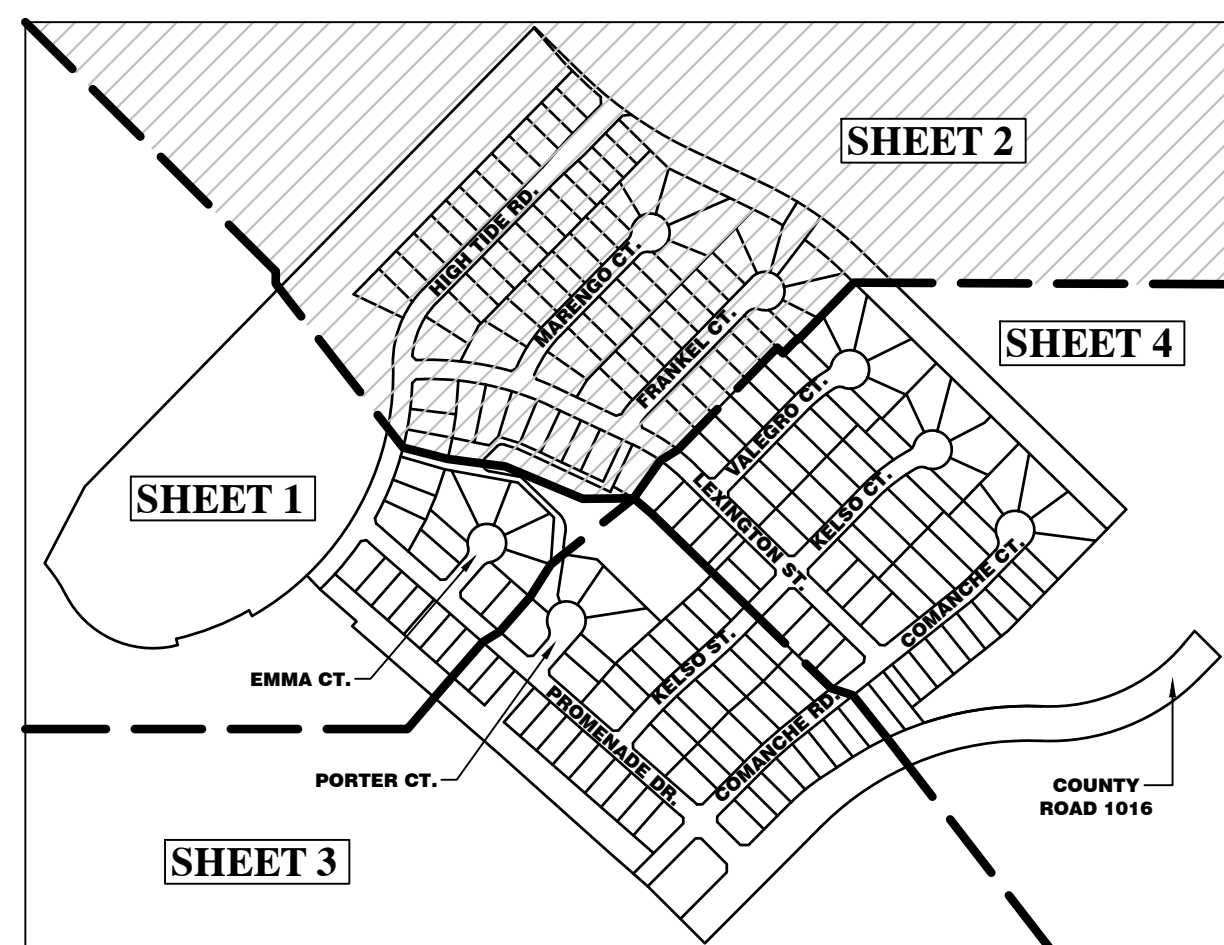 SHEET 2
HIGH TIDE RD.
MARENGO CT.
FRANKEL CT.
SHEET 4
VALEGRO CT.
SHEET 1
LEXINGTON ST.
KELSO CT.
COMANCHE CT.
EMMA CT.
KELSO ST.
PROMENADE DR.
COMANCHE RD.
PORTER CT.
COUNTY
ROAD 1016
SHEET 3